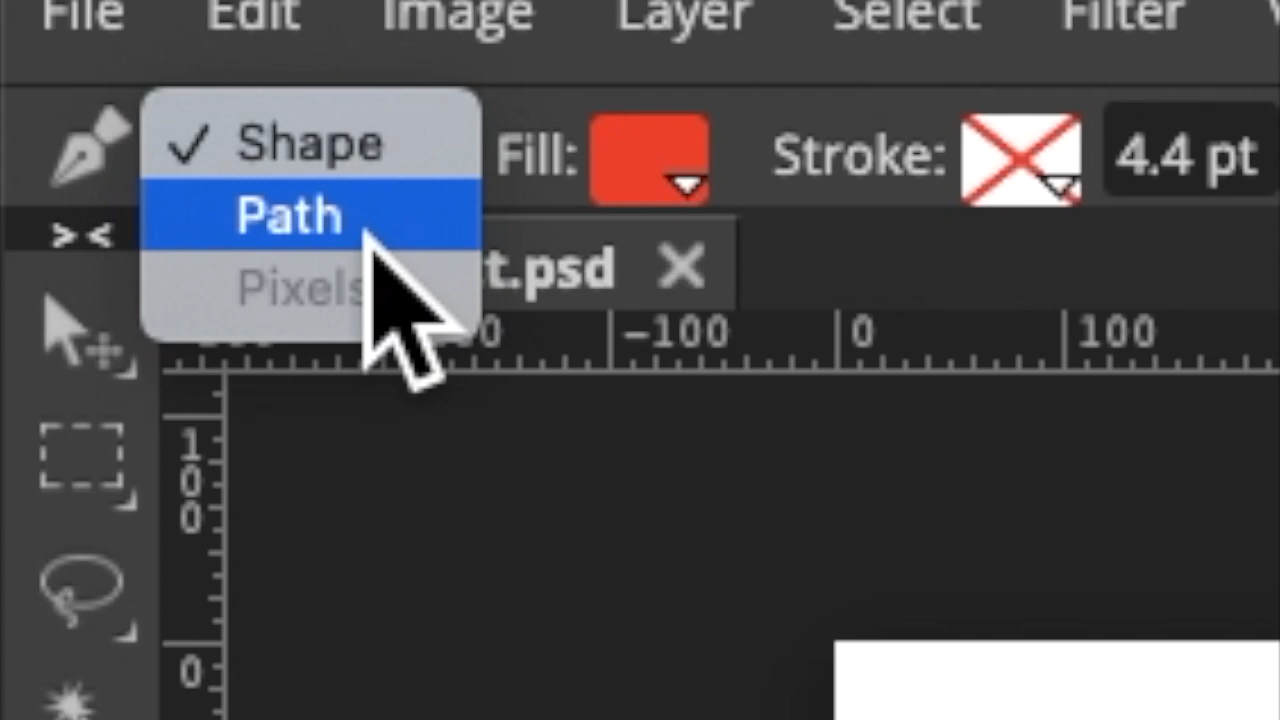 File Edit Image Layer Select Filter
✓ Shape Fill: Stroke: 4.4 pt
Path
> <
Pixels t.psd ✕
-100 0 100
100
0